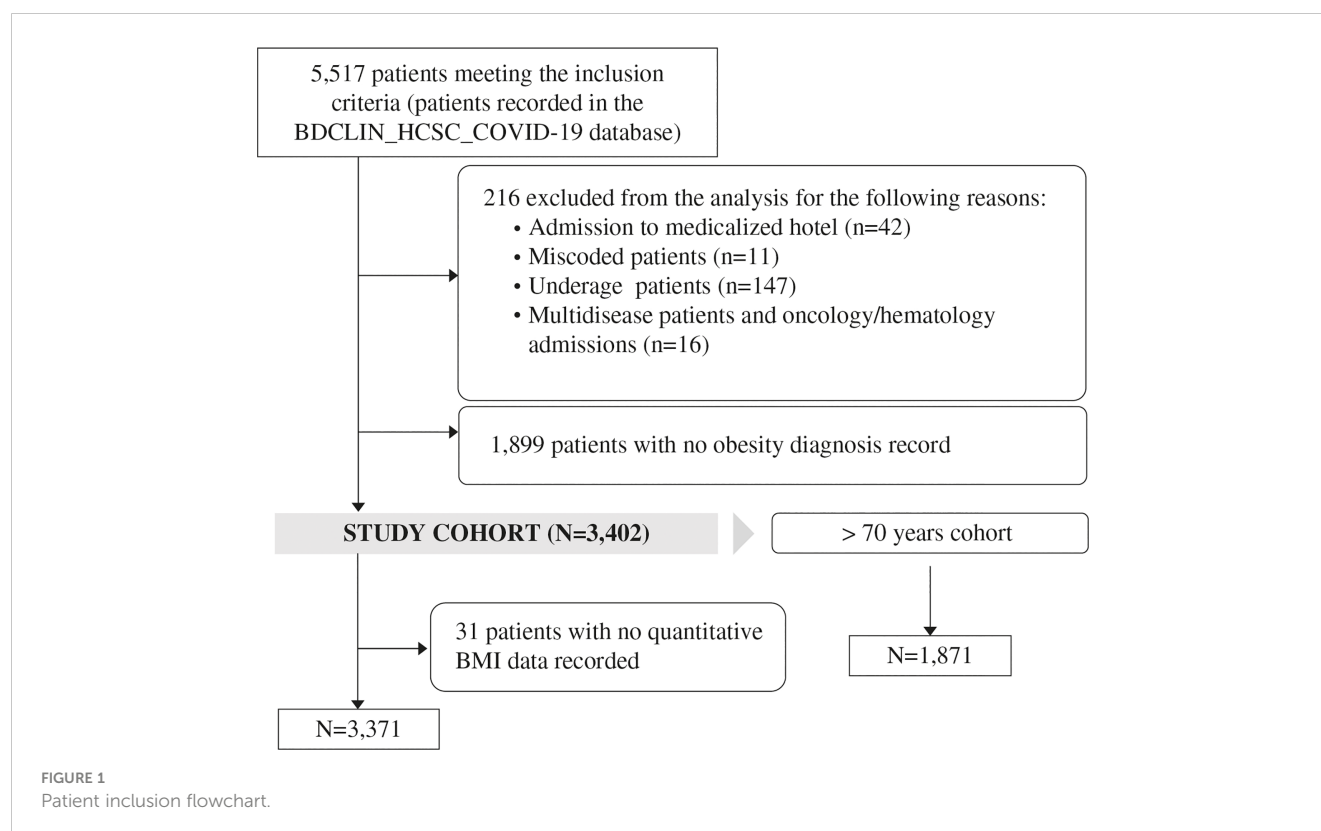 5,517 patients meeting the inclusion
criteria (patients recorded in the
BDCLIN_HCSC_COVID-19 database)
216 excluded from the analysis for the following reasons:
• Admission to medicalized hotel (n=42)
• Miscoded patients (n=11)
• Underage patients (n=147)
• Multidisease patients and oncology/hematology
admissions (n=16)
1,899 patients with no obesity diagnosis record
STUDY COHORT (N=3,402)
> 70 years cohort
31 patients with no quantitative
BMI data recorded
N=1,871
N=3,371
FIGURE 1
Patient inclusion flowchart.